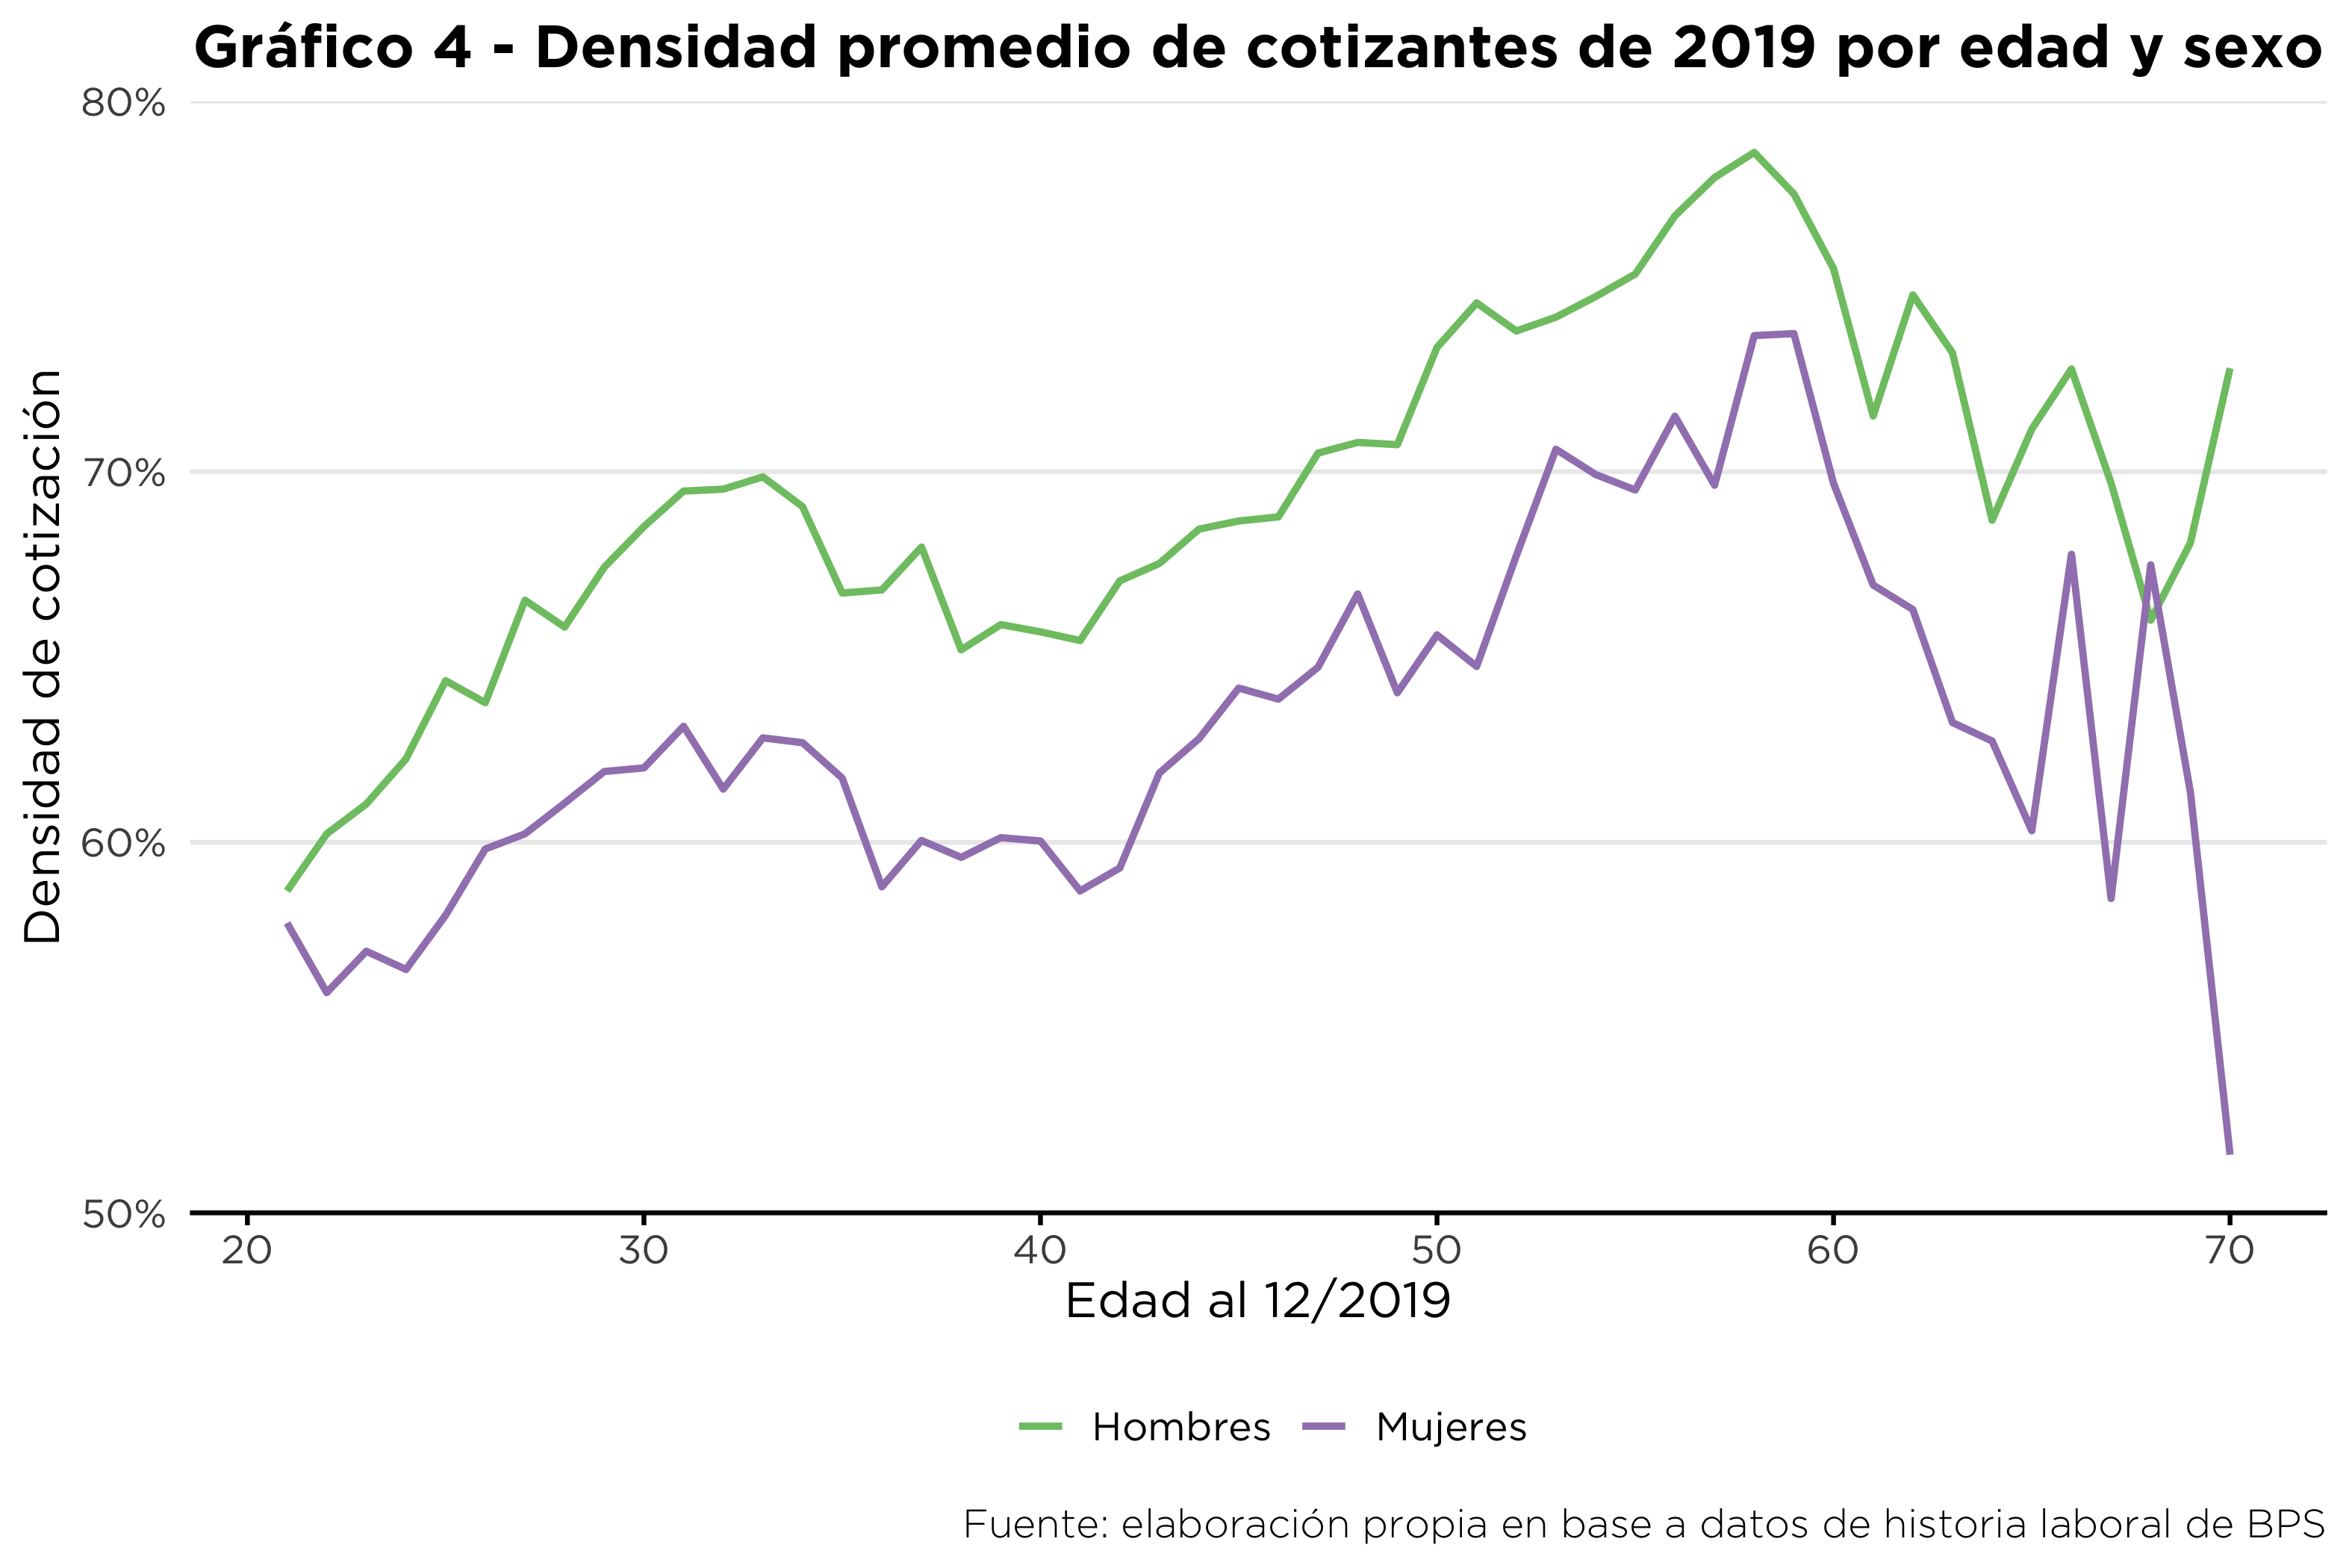 Gráfico 4 - Densidad promedio de cotizantes de 2019 por edad y sexo
80%
70%
60%
50%
Densidad de cotización
20 30 40 50 60 70
Edad al 12/2019
Hombres Mujeres
Fuente: elaboración propia en base a datos de historia laboral de BPS